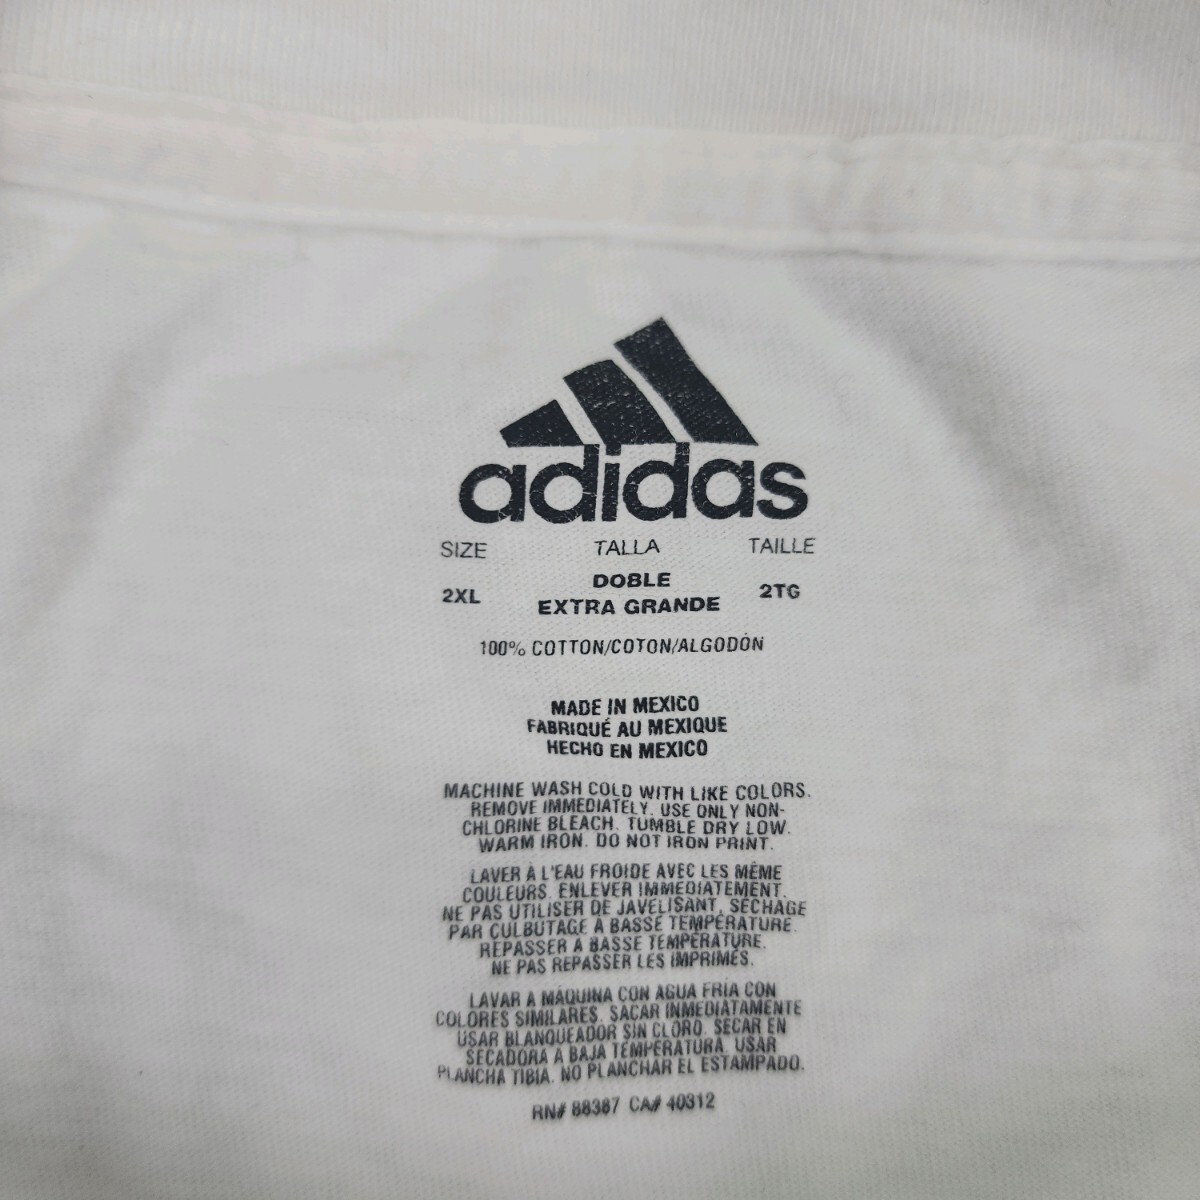 adidas
SIZE TALLA TAILLE
2XL DOBLE EXTRA GRANDE 2TG
100% COTTON/COTON/ALGODÓN
MADE IN MEXICO
FABRIQUÉ AU MEXIQUE
HECHO EN MEXICO
MACHINE WASH COLD WITH LIKE COLORS.
REMOVE IMMEDIATELY. USE ONLY NON-
CHLORINE BLEACH. TUMBLE DRY LOW.
WARM IRON. DO NOT IRON PRINT.
LAVER À L'EAU FROIDE AVEC LES MÊME
COULEURS. ENLEVER IMMEDIATEMENT.
NE PAS UTILISER DE JAVELISANT, SÉCHAGE
PAR CULBUTAGE A BASSE TEMPÉRATURE.
REPASSER A BASSE TEMPÉRATURE.
NE PAS REPASSER LES IMPRIMÉS.
LAVAR A MÁQUINA CON AGUA FRÍA CON
COLORES SIMILARES. SACAR INMEDIATAMENTE
USAR BLANQUEADOR SIN CLORO. SECAR EN
SECADORA A BAJA TEMPERATURA. USAR
PLANCHA TIBIA. NO PLANCHAR EL ESTAMPADO.
RN# 88387 CA# 40312